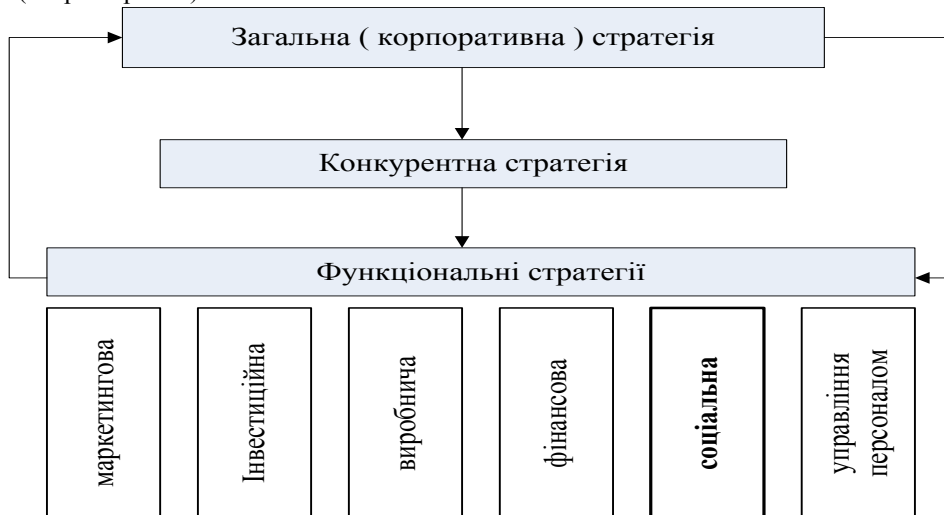 Загальна ( корпоративна ) стратегія
Конкурентна стратегія
Функціональні стратегії
маркетингова
Інвестиційна
виробнича
фінансова
соціальна
управління
персоналом